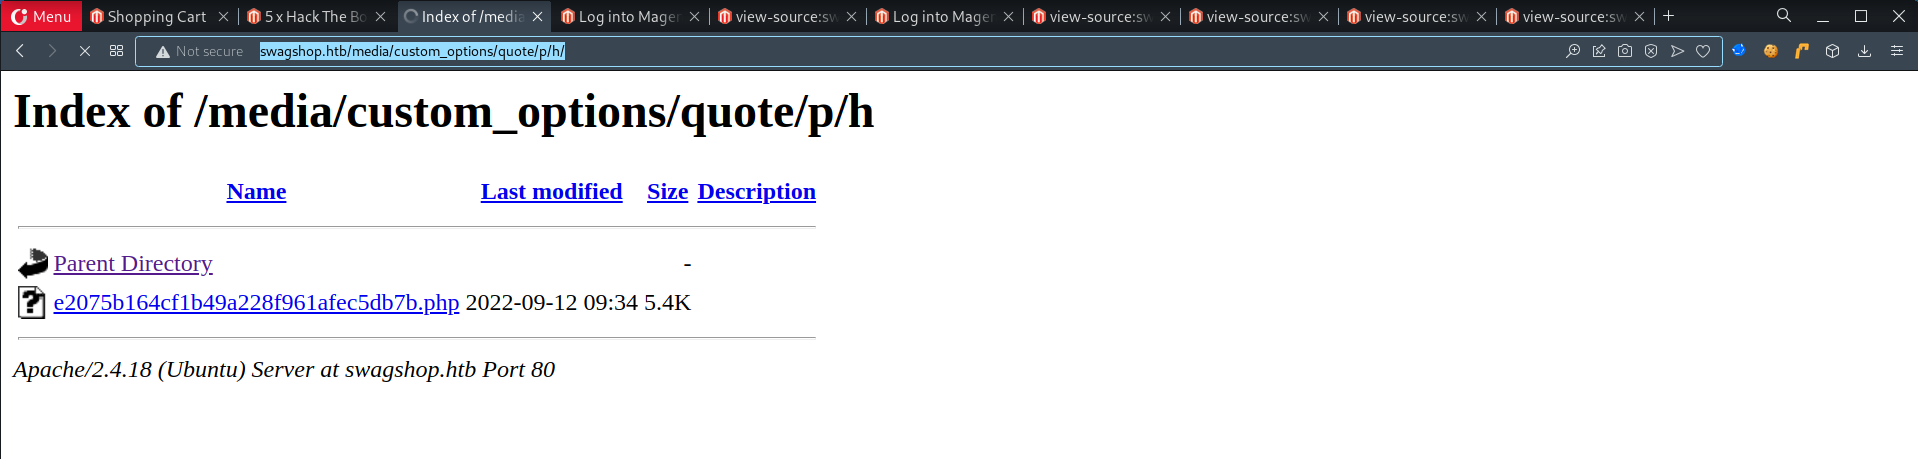 Menu Shopping Cart 5 x Hack The Bo Index of /media Log into Mager view-source:sw Log into Mager view-source:sw view-source:sw view-source:sw view-source:sw
Not secure swagshop.htb/media/custom_options/quote/p/h/
Index of /media/custom_options/quote/p/h
Name Last modified Size Description
Parent Directory -
e2075b164cf1b49a228f961afec5db7b.php 2022-09-12 09:34 5.4K
Apache/2.4.18 (Ubuntu) Server at swagshop.htb Port 80